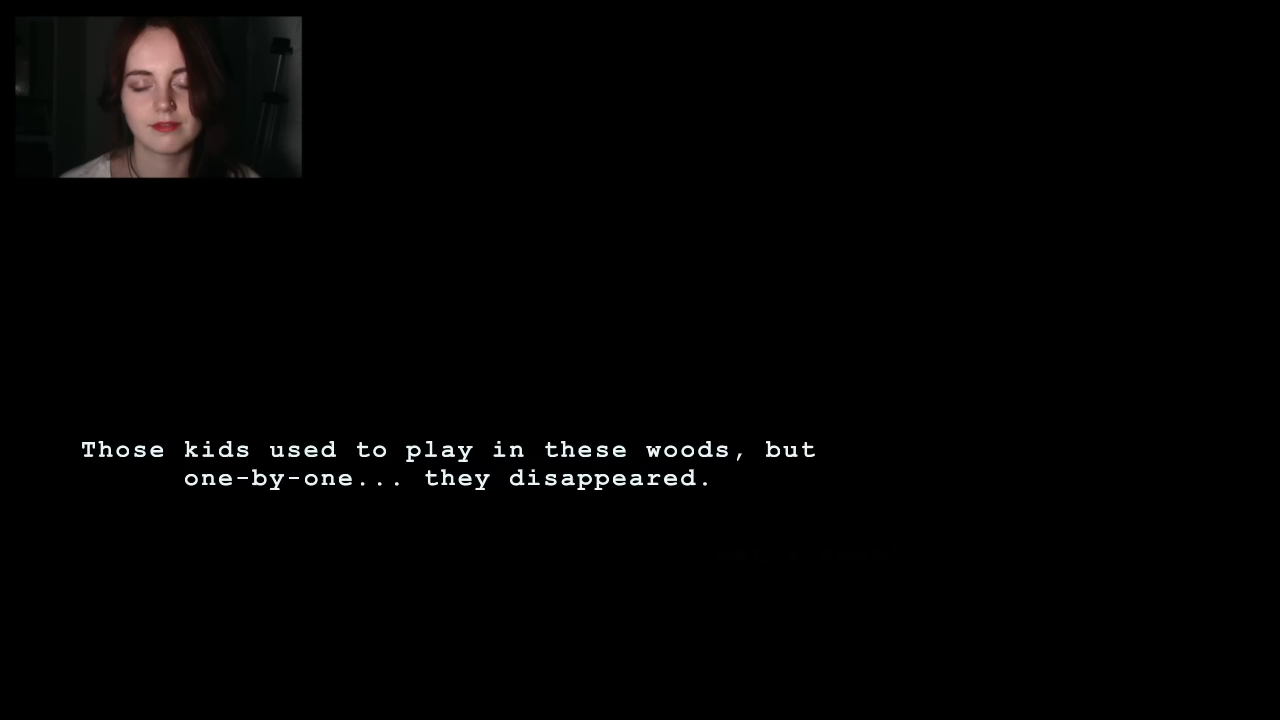 Those kids used to play in these woods, but
one-by-one... they disappeared.